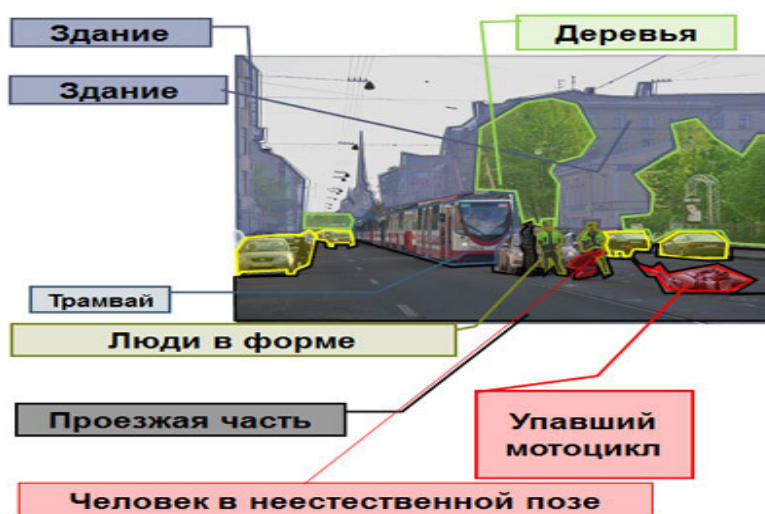 Здание
Деревья
Здание
Трамвай
Люди в форме
Проезжая часть
Упавший
мотоцикл
Человек в неестественной позе